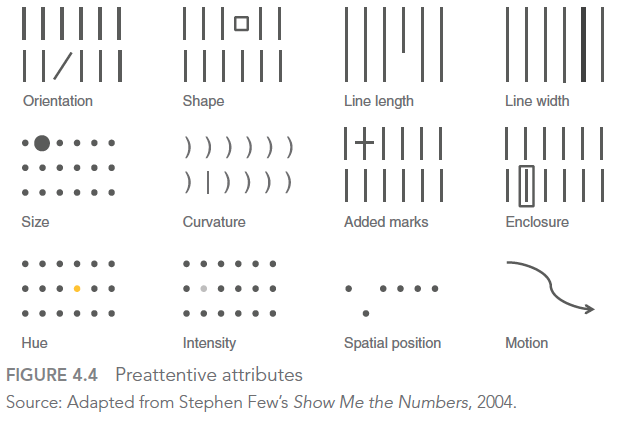 Orientation
Shape
Line length
Line width
Size
Curvature
Added marks
Enclosure
Hue
Intensity
Spatial position
Motion
FIGURE 4.4 Preattentive attributes
Source: Adapted from Stephen Few's Show Me the Numbers, 2004.